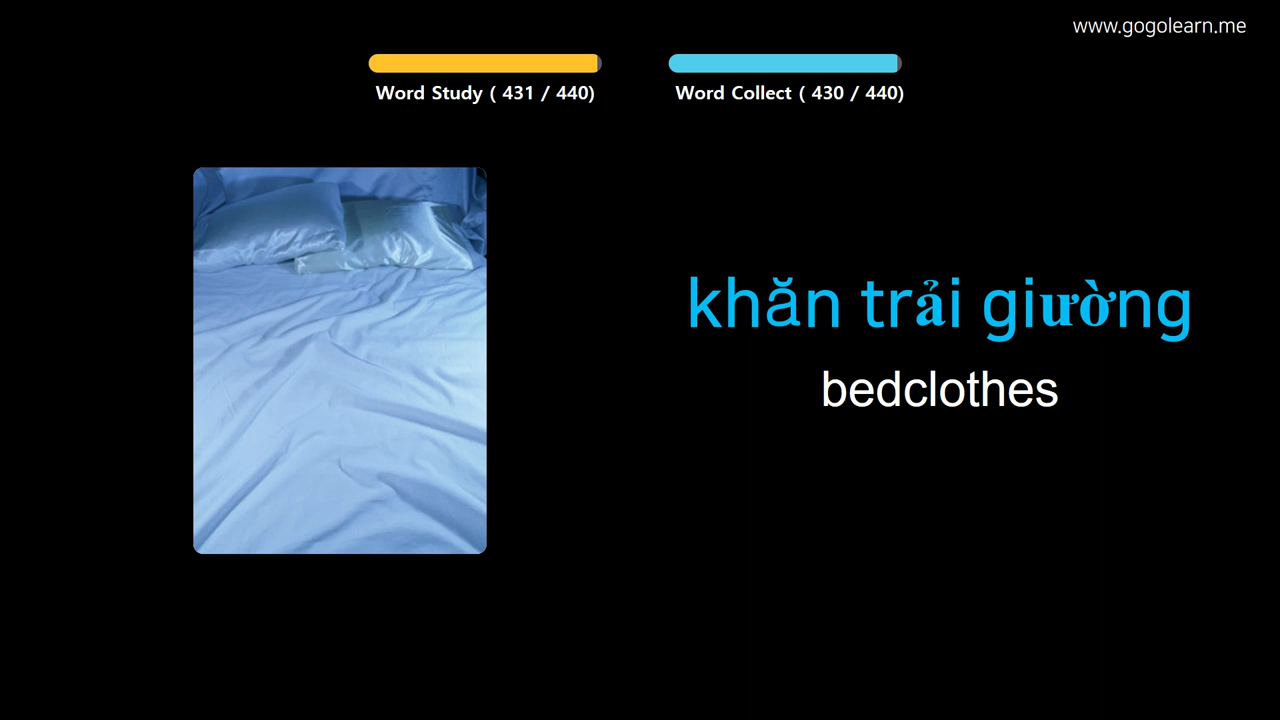 www.gogolearn.me
Word Study ( 431 / 440)
Word Collect ( 430 / 440)
khăn trải giường
bedclothes